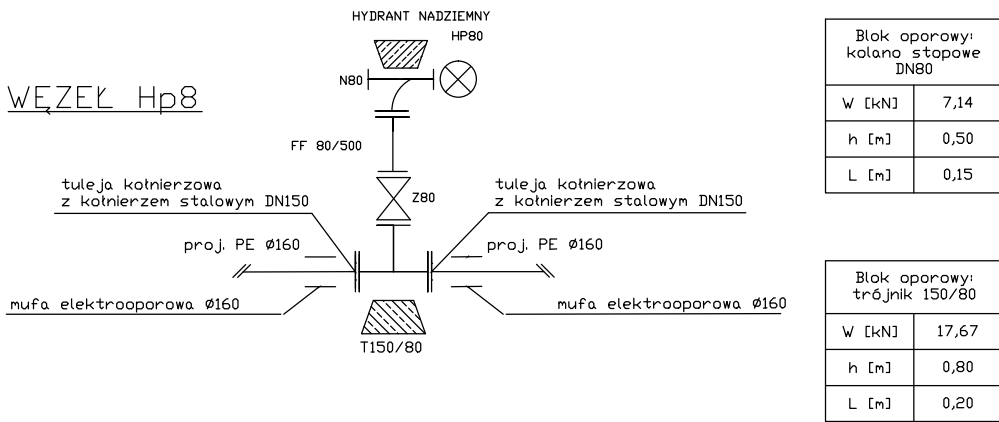 HYDRANT NADZIEMNY
HP80
N80
WĘZEŁ Hp8
FF 80/500
Z80
tuleja kołnierzowa
z kołnierzem stalowym DN150
tuleja kołnierzowa
z kołnierzem stalowym DN150
proj. PE Ø160
proj. PE Ø160
mufa elektrooporowa Ø160
mufa elektrooporowa Ø160
T150/80
Blok oporowy:
kolano stopowe
DN80
W [kN] 7,14
h [m] 0,50
L [m] 0,15
Blok oporowy:
trójnik 150/80
W [kN] 17,67
h [m] 0,80
L [m] 0,20